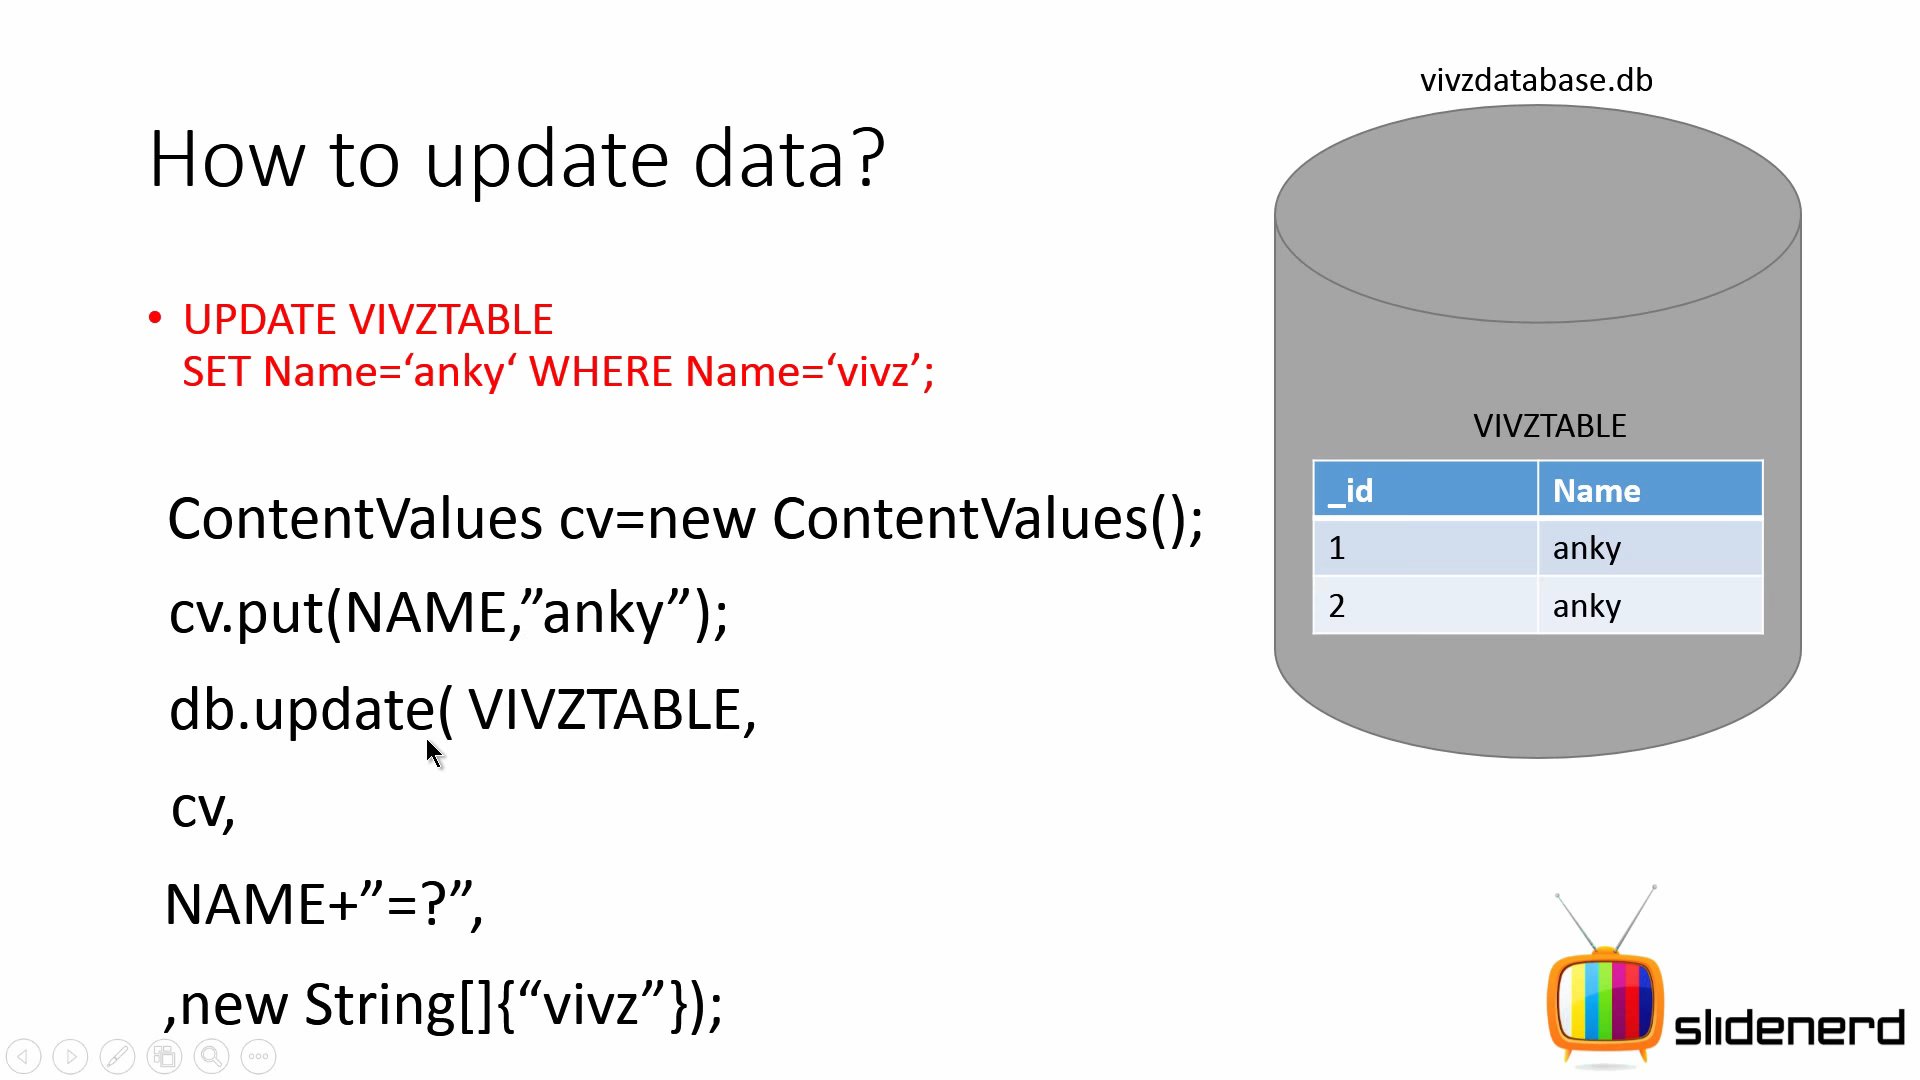 How to update data?
• UPDATE VIVZTABLE
SET Name=‘anky‘ WHERE Name=‘vivz’;
ContentValues cv=new ContentValues();
cv.put(NAME,”anky”);
db.update( VIVZTABLE,
cv,
NAME+”=?”,
,new String[]{“vivz”});
vivzdatabase.db
VIVZTABLE
_id Name
1 anky
2 anky
slidenerd